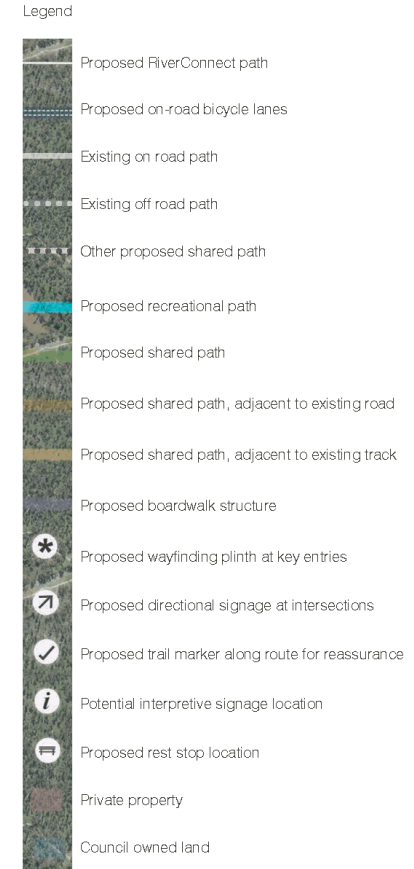 Legend
Proposed RiverConnect path
Proposed on-road bicycle lanes
Existing on road path
Existing off road path
Other proposed shared path
Proposed recreational path
Proposed shared path
Proposed shared path, adjacent to existing road
Proposed shared path, adjacent to existing track
Proposed boardwalk structure
Proposed wayfinding plinth at key entries
Proposed directional signage at intersections
Proposed trail marker along route for reassurance
i Potential interpretive signage location
Proposed rest stop location
Private property
Council owned land